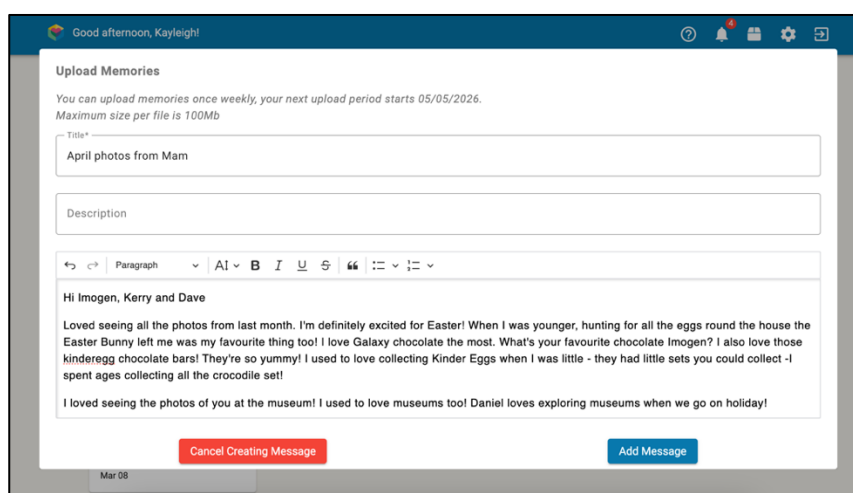 Good afternoon, Kayleigh!
4
Upload Memories
You can upload memories once weekly, your next upload period starts 05/05/2026.
Maximum size per file is 100Mb
Title*
April photos from Mam
Description
Paragraph
AI
B I U S
Hi Imogen, Kerry and Dave
Loved seeing all the photos from last month. I'm definitely excited for Easter! When I was younger, hunting for all the eggs round the house the
Easter Bunny left me was my favourite thing too! I love Galaxy chocolate the most. What's your favourite chocolate Imogen? I also love those
kinderegg chocolate bars! They're so yummy! I used to love collecting Kinder Eggs when I was little - they had little sets you could collect -I
spent ages collecting all the crocodile set!
I loved seeing the photos of you at the museum! I used to love museums too! Daniel loves exploring museums when we go on holiday!
Cancel Creating Message
Add Message
Mar 08